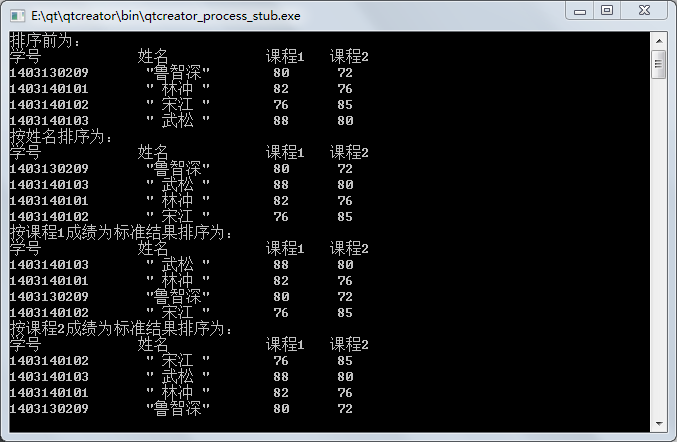 E:\qt\qtcreator\bin\qtcreator_process_stub.exe
排序前为:
学号 姓名 课程1 课程2
1403130209 "鲁智深" 80 72
1403140101 " 林冲 " 82 76
1403140102 " 宋江 " 76 85
1403140103 " 武松 " 88 80
按姓名排序为:
学号 姓名 课程1 课程2
1403130209 "鲁智深" 80 72
1403140103 " 武松 " 88 80
1403140101 " 林冲 " 82 76
1403140102 " 宋江 " 76 85
按课程1成绩为标准结果排序为:
学号 姓名 课程1 课程2
1403140103 " 武松 " 88 80
1403140101 " 林冲 " 82 76
1403130209 "鲁智深" 80 72
1403140102 " 宋江 " 76 85
按课程2成绩为标准结果排序为:
学号 姓名 课程1 课程2
1403140102 " 宋江 " 76 85
1403140103 " 武松 " 88 80
1403140101 " 林冲 " 82 76
1403130209 "鲁智深" 80 72